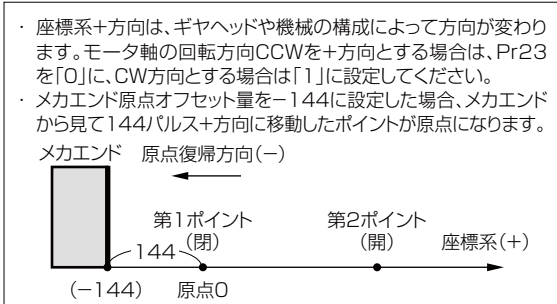 ・ 座標系+方向は、ギヤヘッドや機械の構成によって方向が変わり
ます。モータ軸の回転方向CCWを+方向とする場合は、Pr23
を「0」に、CW方向とする場合は「1」に設定してください。
・ メカエンド原点オフセット量を−144に設定した場合、メカエンド
から見て144パルス+方向に移動したポイントが原点になります。
メカエンド 原点復帰方向(−)
第1ポイント 第2ポイント
144 (閉) (開) 座標系(+)
(−144) 原点0